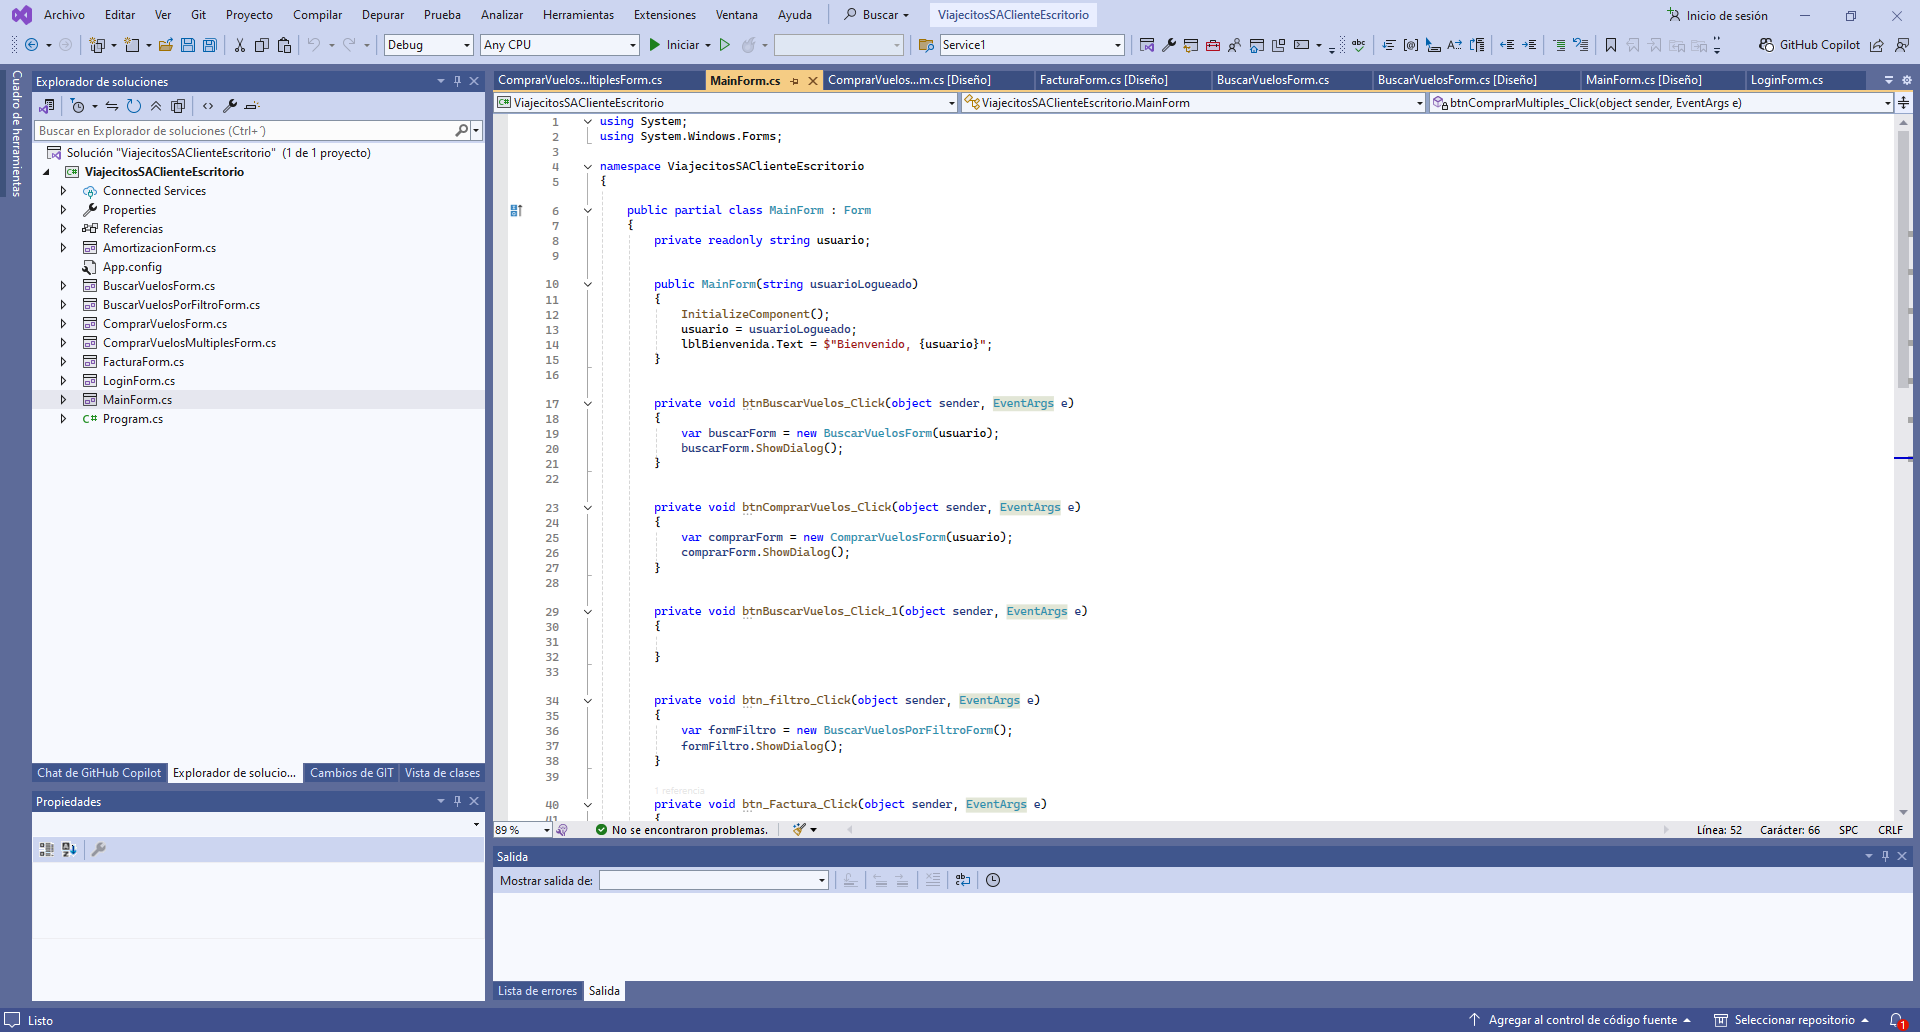 Archivo Editar Ver Git Proyecto Compilar Depurar Prueba Analizar Herramientas Extensiones Ventana Ayuda Buscar ViajecitosSAClienteEscritorio Inicio de sesión
Debug Any CPU Iniciar Service1 GitHub Copilot
Cuadro de herramientas
Explorador de soluciones
Buscar en Explorador de soluciones (Ctrl+´)
Solución "ViajecitosSAClienteEscritorio" (1 de 1 proyecto)
ViajecitosSAClienteEscritorio
Connected Services
Properties
Referencias
AmortizacionForm.cs
App.config
BuscarVuelosForm.cs
BuscarVuelosPorFiltroForm.cs
ComprarVuelosForm.cs
ComprarVuelosMultiplesForm.cs
FacturaForm.cs
LoginForm.cs
MainForm.cs
C# Program.cs
Chat de GitHub Copilot Explorador de solucio... Cambios de GIT Vista de clases
Propiedades
ComprarVuelos...ltiplesForm.cs MainForm.cs ComprarVuelos...m.cs [Diseño] FacturaForm.cs [Diseño] BuscarVuelosForm.cs BuscarVuelosForm.cs [Diseño] MainForm.cs [Diseño] LoginForm.cs
ViajecitosSAClienteEscritorio ViajecitosSAClienteEscritorio.MainForm btnComprarMultiples_Click(object sender, EventArgs e)
1 using System;
2 using System.Windows.Forms;
3
4 namespace ViajecitosSAClienteEscritorio
5 {
6 public partial class MainForm : Form
7 {
8 private readonly string usuario;
9
10 public MainForm(string usuarioLogueado)
11 {
12 InitializeComponent();
13 usuario = usuarioLogueado;
14 lblBienvenida.Text = $"Bienvenido, {usuario}";
15 }
16
17 private void btnBuscarVuelos_Click(object sender, EventArgs e)
18 {
19 var buscarForm = new BuscarVuelosForm(usuario);
20 buscarForm.ShowDialog();
21 }
22
23 private void btnComprarVuelos_Click(object sender, EventArgs e)
24 {
25 var comprarForm = new ComprarVuelosForm(usuario);
26 comprarForm.ShowDialog();
27 }
28
29 private void btnBuscarVuelos_Click_1(object sender, EventArgs e)
30 {
31
32 }
33
34 private void btn_filtro_Click(object sender, EventArgs e)
35 {
36 var formFiltro = new BuscarVuelosPorFiltroForm();
37 formFiltro.ShowDialog();
38 }
39
1 referencia
40 private void btn_Factura_Click(object sender, EventArgs e)
41 {
89 % No se encontraron problemas. Línea: 52 Carácter: 66 SPC CRLF
Salida
Mostrar salida de:
Lista de errores Salida
Listo Agregar al control de código fuente Seleccionar repositorio 1